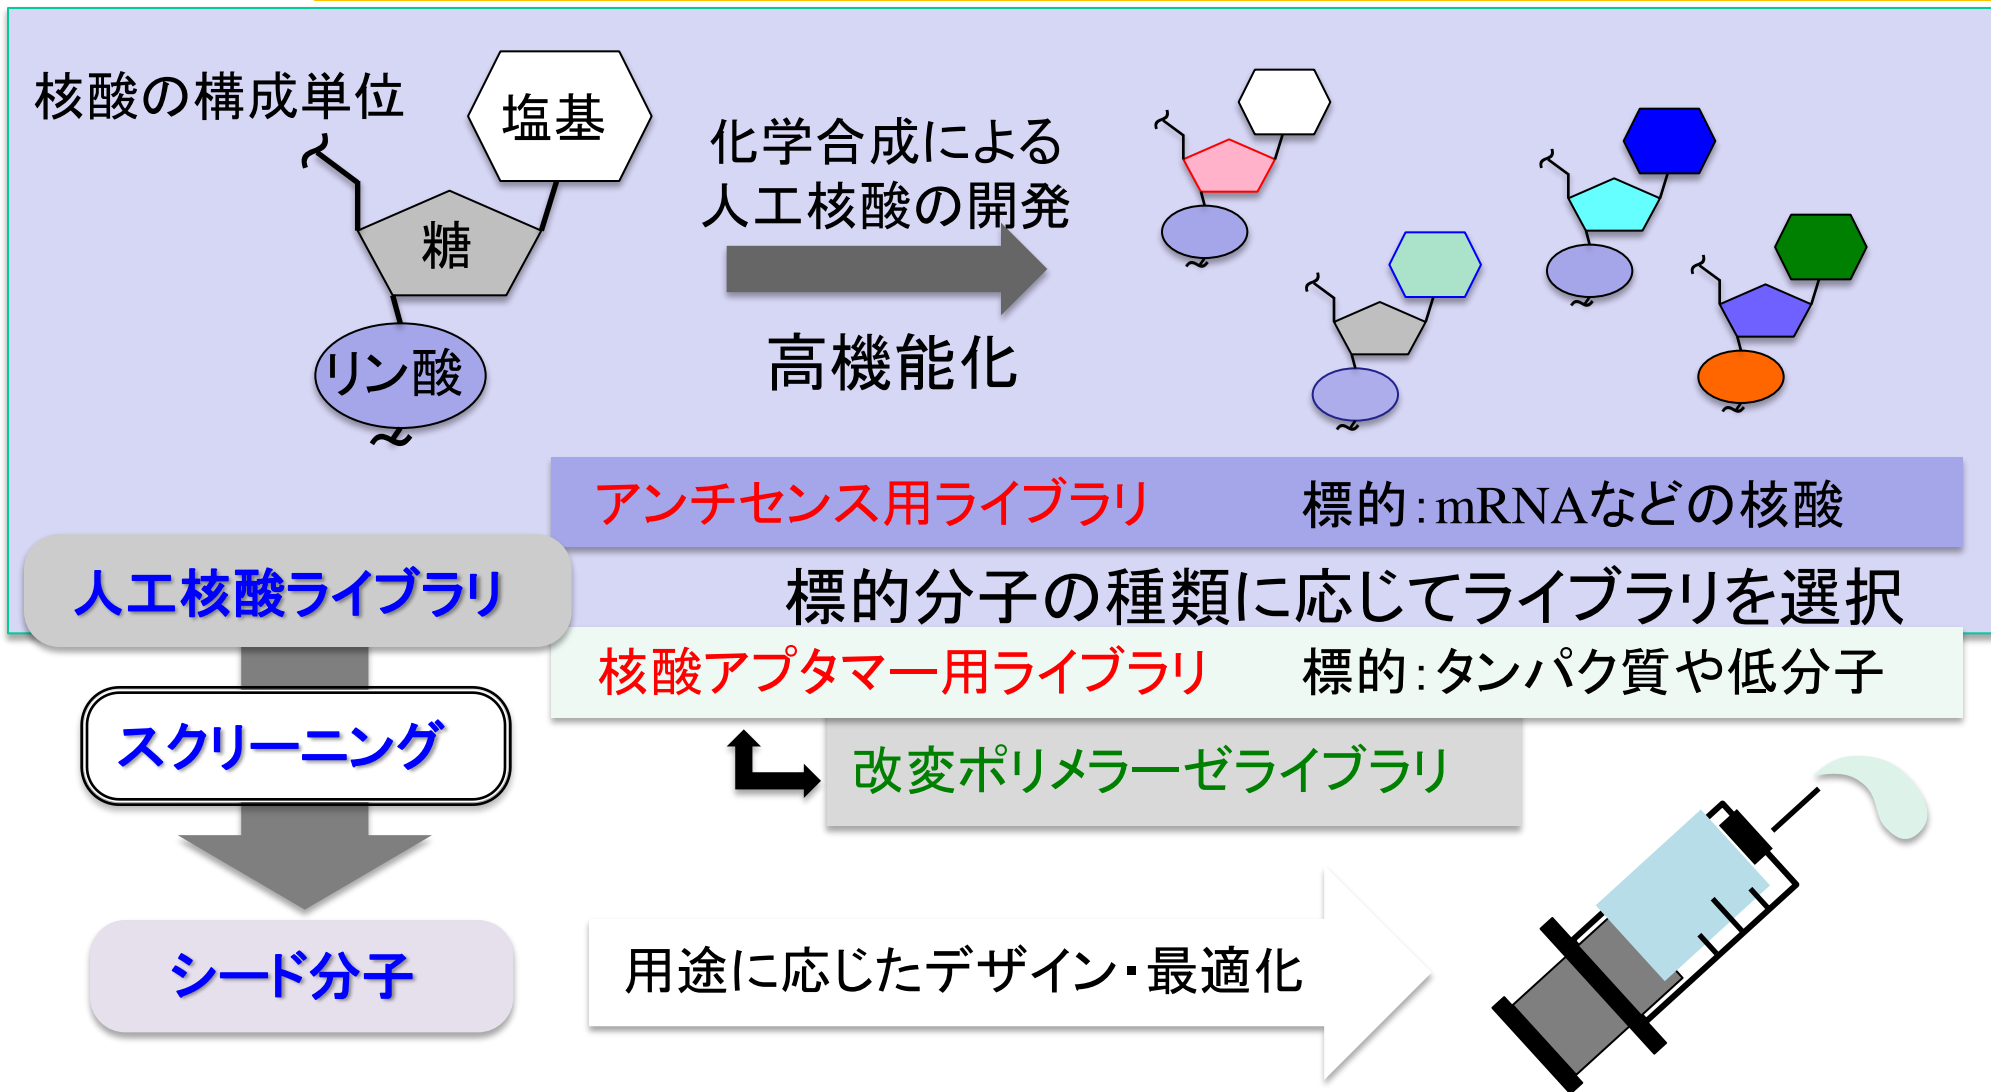 核酸の構成単位
塩基
糖
リン酸
化学合成による
人工核酸の開発
高機能化
アンチセンス用ライブラリ 標的:mRNAなどの核酸
人工核酸ライブラリ
標的分子の種類に応じてライブラリを選択
核酸アプタマー用ライブラリ 標的:タンパク質や低分子
スクリーニング
改変ポリメラーゼライブラリ
シード分子
用途に応じたデザイン・最適化